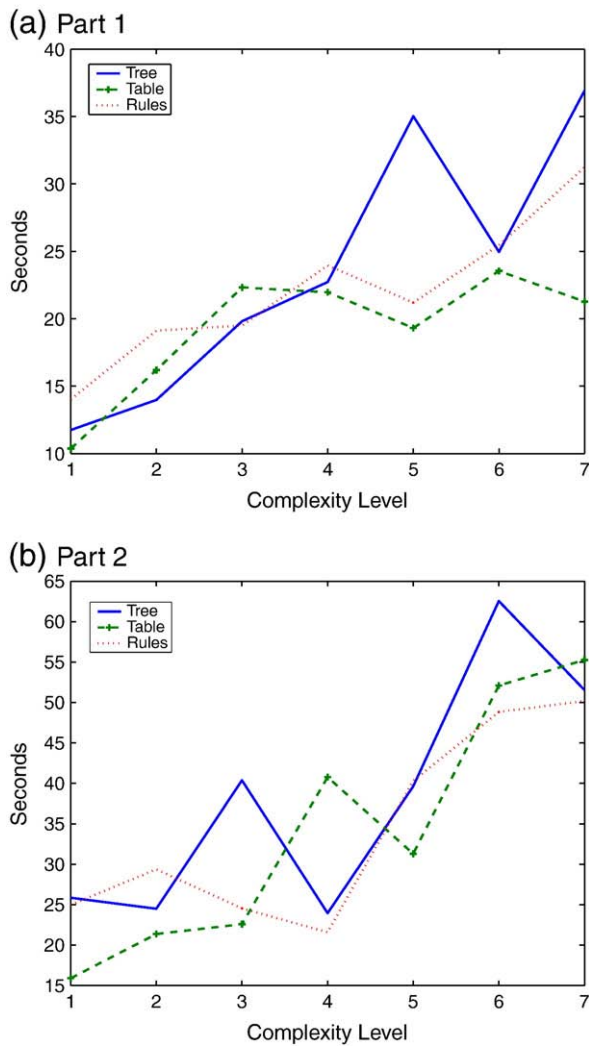 (a) Part 1
40
35
30
25
20
15
10
Seconds
Tree
Table
Rules
1 2 3 4 5 6 7
Complexity Level
(b) Part 2
65
60
55
50
45
40
35
30
25
20
15
Seconds
Tree
Table
Rules
1 2 3 4 5 6 7
Complexity Level